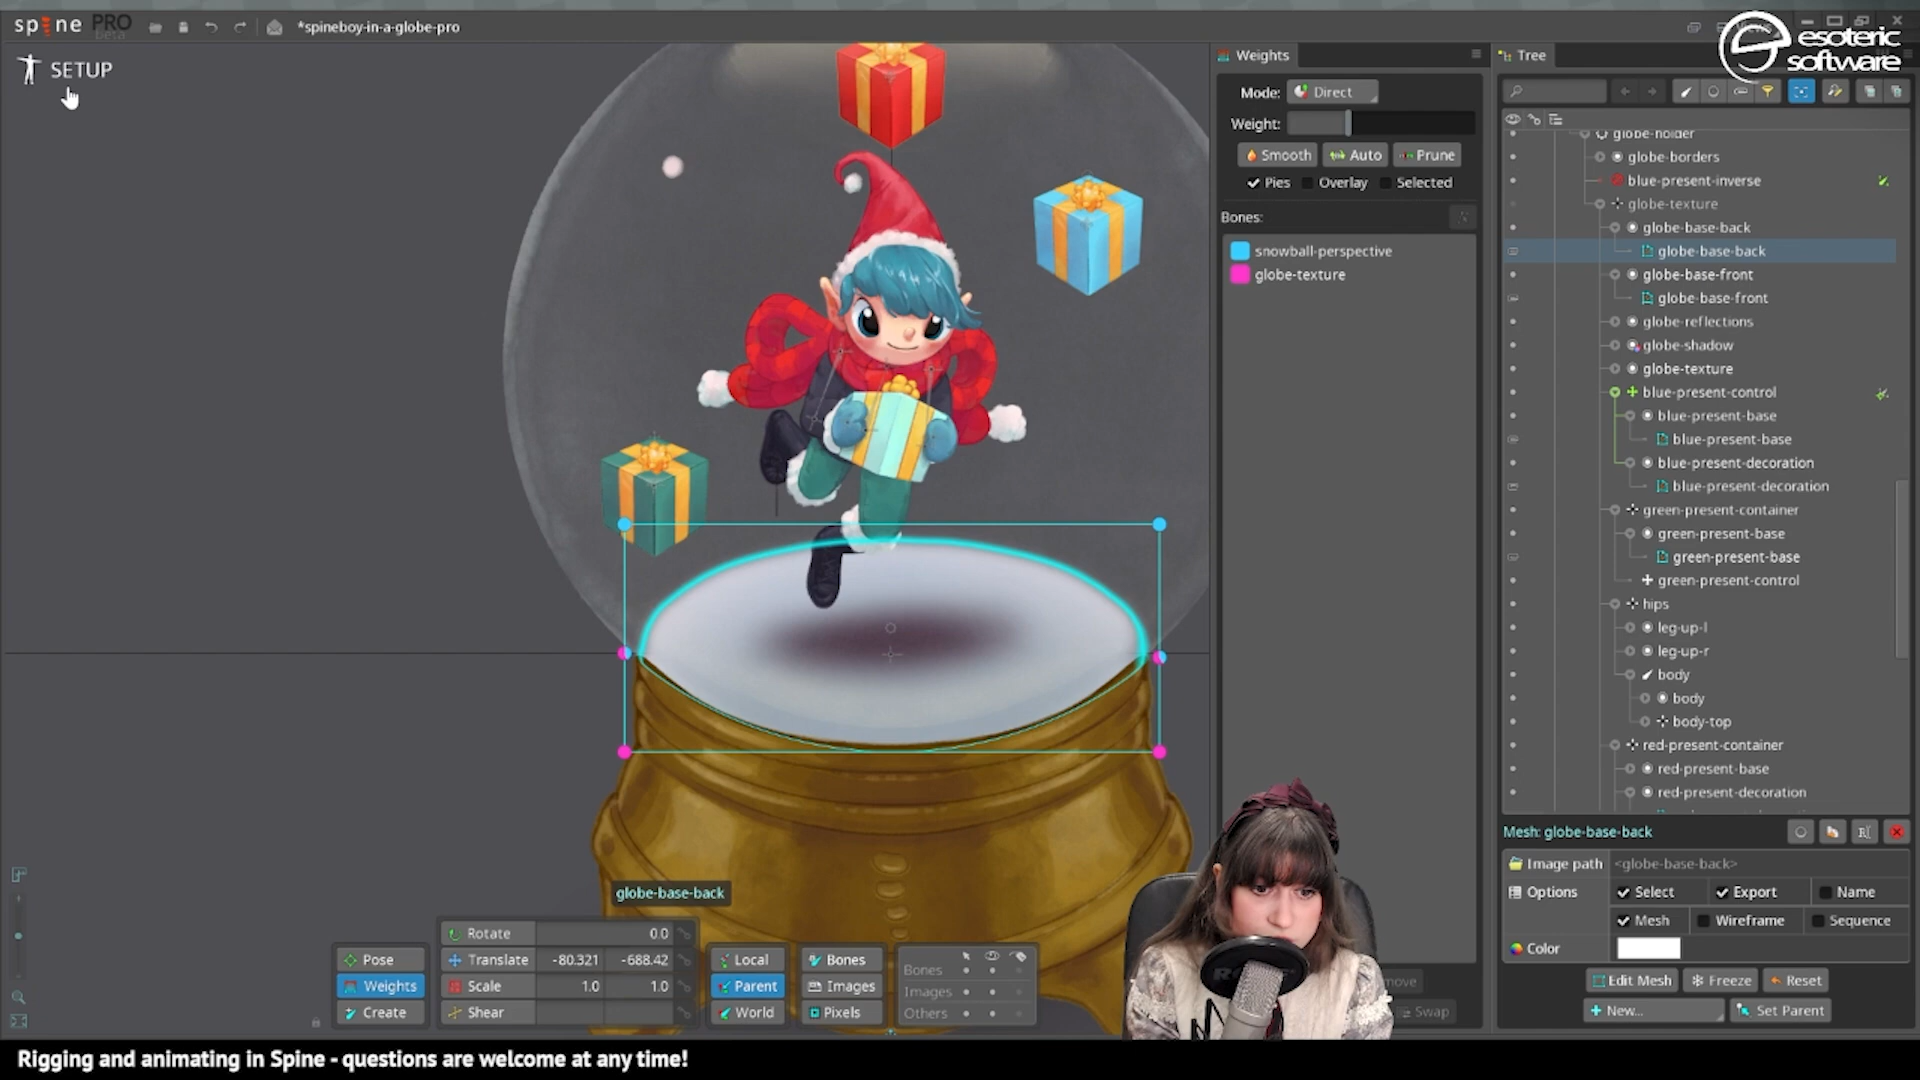 spine PRO
beta
*spineboy-in-a-globe-pro
esoteric
software
SETUP
Weights
Mode: Direct
Weight:
Smooth Auto Prune
Pies Overlay Selected
Bones:
snowball-perspective
globe-texture
Tree
globe-holder
globe-borders
blue-present-inverse
globe-texture
globe-base-back
globe-base-back
globe-base-front
globe-base-front
globe-reflections
globe-shadow
globe-texture
blue-present-control
blue-present-base
blue-present-base
blue-present-decoration
blue-present-decoration
green-present-container
green-present-base
green-present-base
green-present-control
hips
leg-up-l
leg-up-r
body
body
body-top
red-present-container
red-present-base
red-present-decoration
Mesh: globe-base-back
Image path <globe-base-back>
Options Select Export Name
Mesh Wireframe Sequence
Color
Edit Mesh Freeze Reset
New... Set Parent
Swap
globe-base-back
Pose
Weights
Create
Rotate 0.0
Translate -80.321 -688.42
Scale 1.0 1.0
Shear
Local
Parent
World
Bones
Images
Pixels
Bones
Images
Others
Rigging and animating in Spine - questions are welcome at any time!